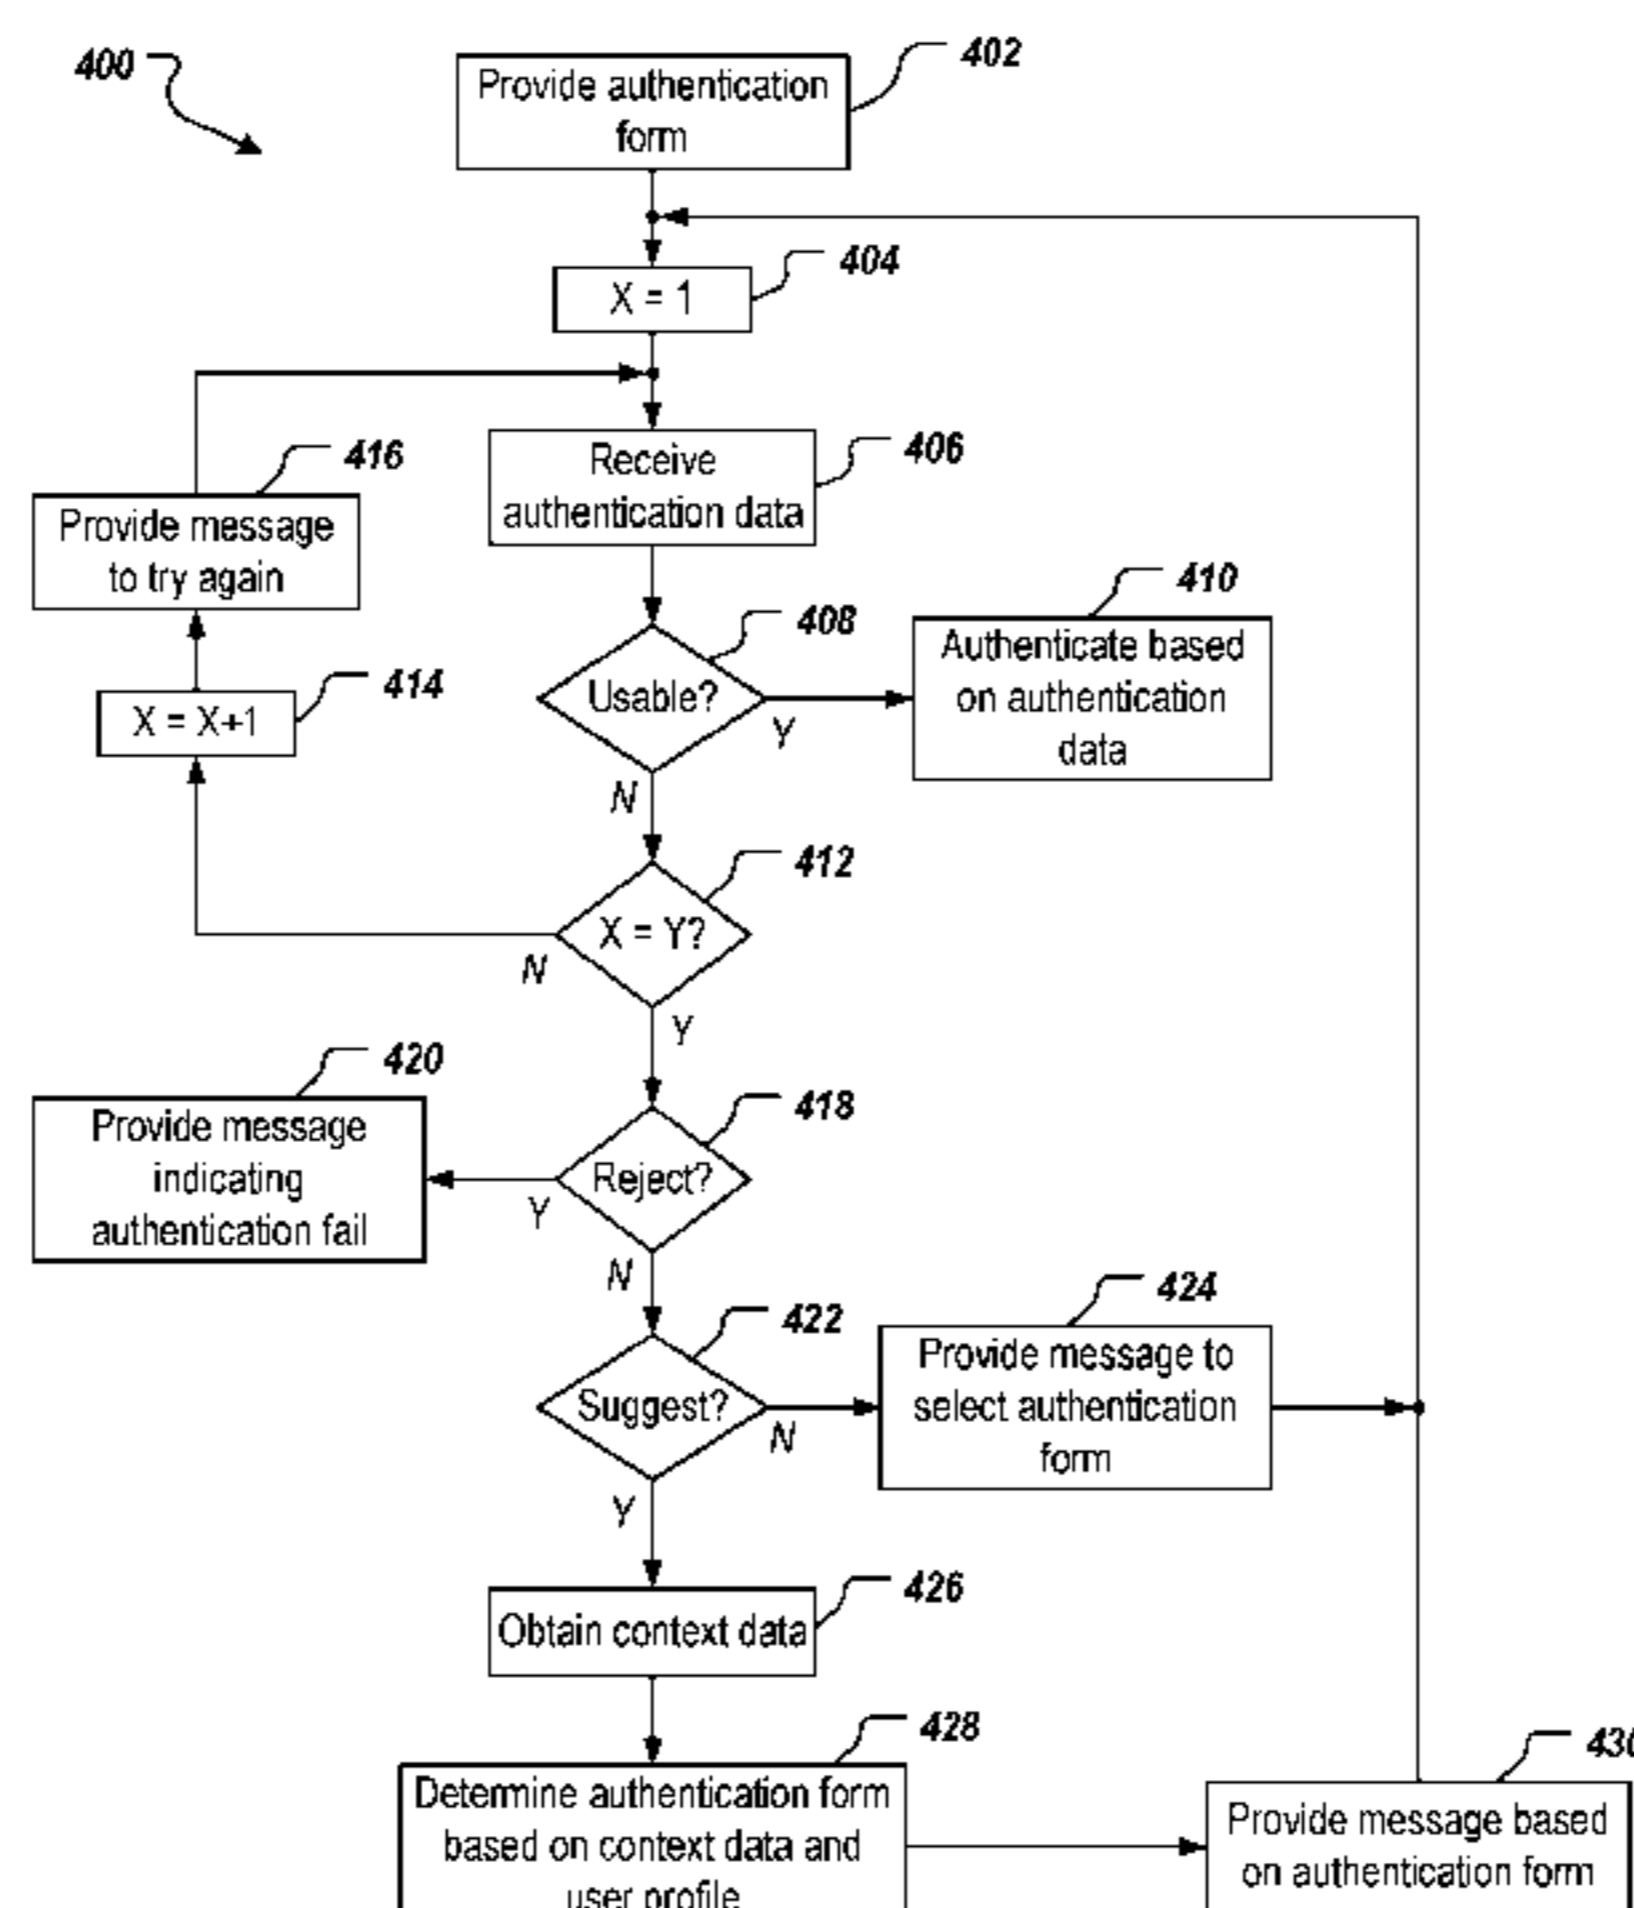 400
402
Provide authentication
form
404
X = 1
416
Provide message
to try again
406
Receive
authentication data
414
X = X+1
408
Usable?
Y
N
410
Authenticate based
on authentication
data
412
X = Y?
N
Y
420
Provide message
indicating
authentication fail
418
Reject?
Y
N
422
Suggest?
N
Y
424
Provide message to
select authentication
form
426
Obtain context data
428
Determine authentication form
based on context data and
user profile
430
Provide message based
on authentication form